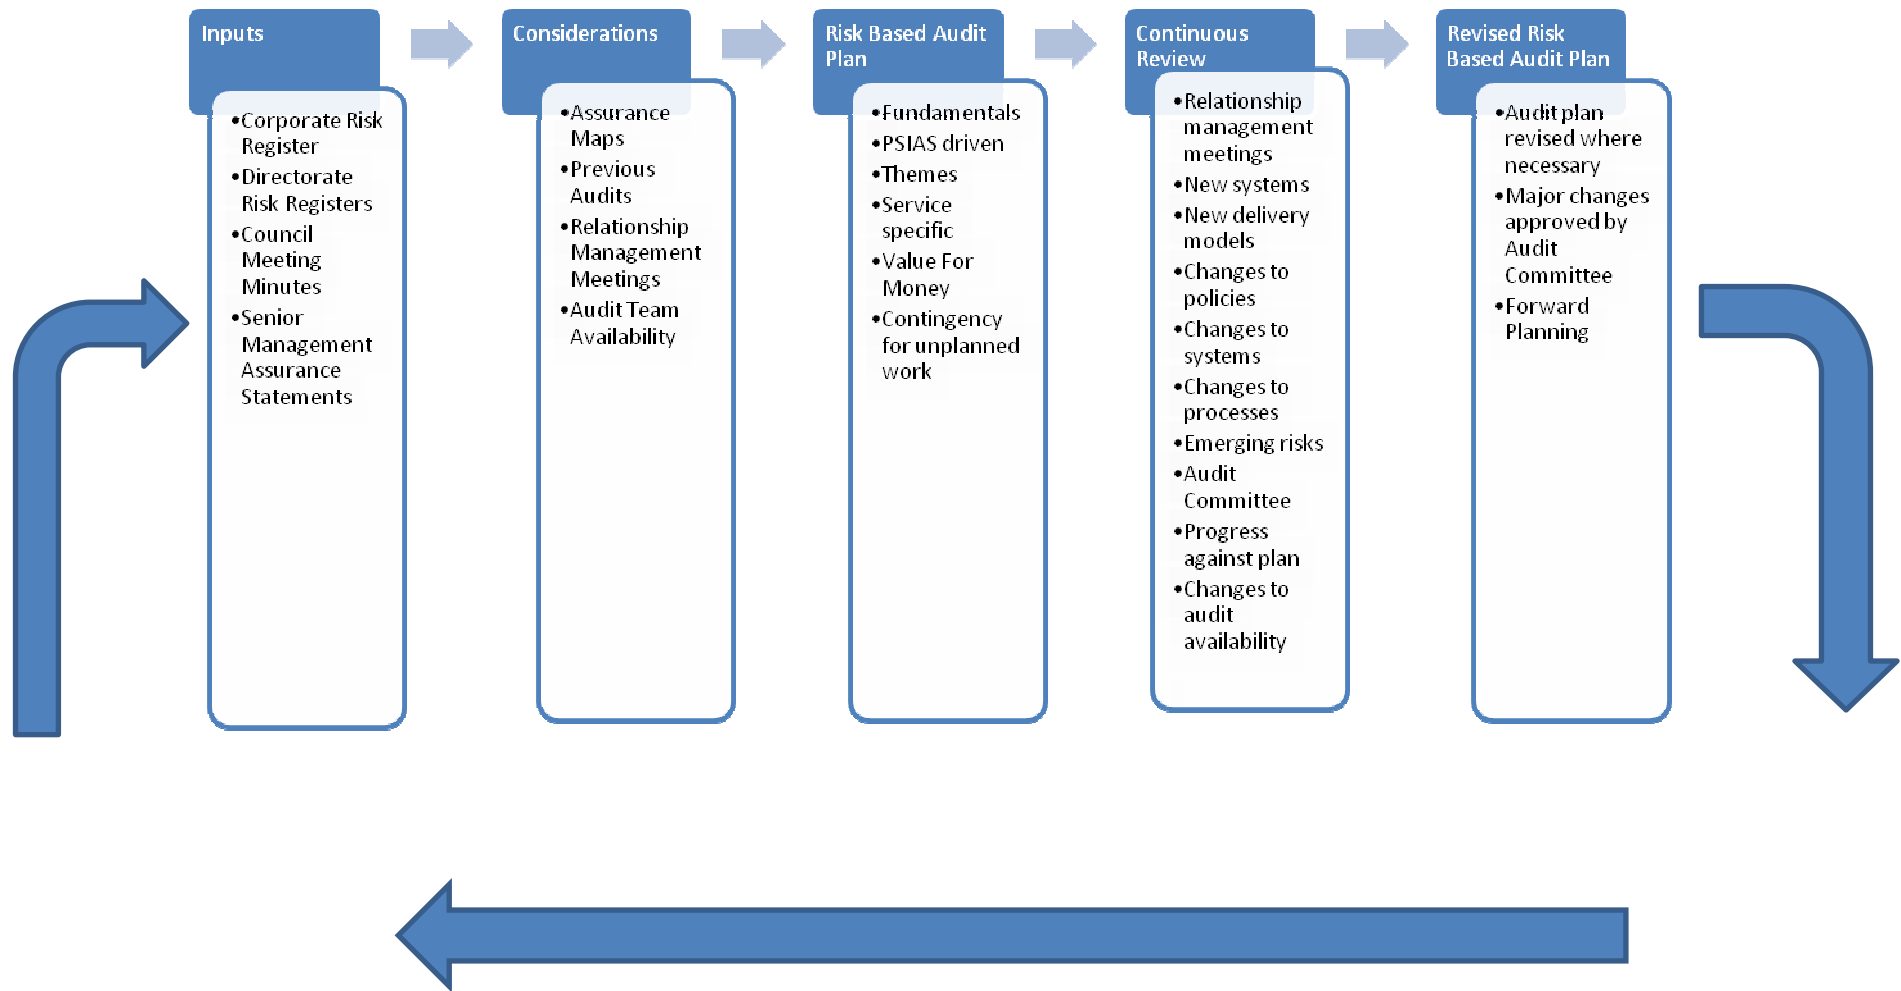 Inputs
•Corporate Risk
Register
•Directorate
Risk Registers
•Council
Meeting
Minutes
•Senior
Management
Assurance
Statements
Considerations
•Assurance
Maps
•Previous
Audits
•Relationship
Management
Meetings
•Audit Team
Availability
Risk Based Audit
Plan
•Fundamentals
•PSIAS driven
•Themes
•Service
specific
•Value For
Money
•Contingency
for unplanned
work
Continuous
Review
•Relationship
management
meetings
•New systems
•New delivery
models
•Changes to
policies
•Changes to
systems
•Changes to
processes
•Emerging risks
•Audit
Committee
•Progress
against plan
•Changes to
audit
availability
Revised Risk
Based Audit Plan
•Audit plan
revised where
necessary
•Major changes
approved by
Audit
Committee
•Forward
Planning